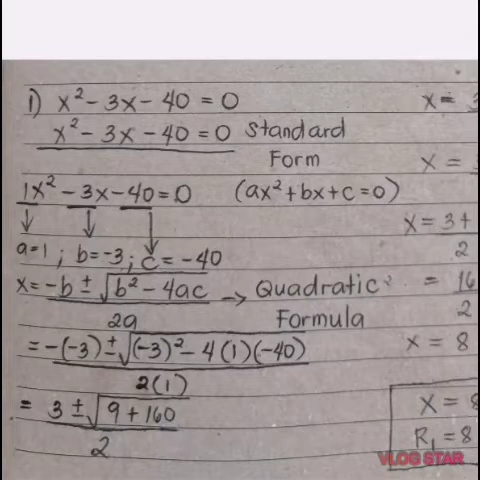 1) x² - 3x - 40 = 0
x² - 3x - 40 = 0 Standard Form
1x² - 3x - 40 = 0 (ax² + bx + c = 0)
a=1 ; b=-3 ; c = -40
x = -b ± √b² - 4ac → Quadratic Formula
2a
= -(-3) ± √(-3)² - 4(1)(-40)
2(1)
= 3 ± √9 + 160
2
x =
x =
x = 3 +
2
= 16
2
x = 8
x = 8
R₁ = 8
VLOG STAR